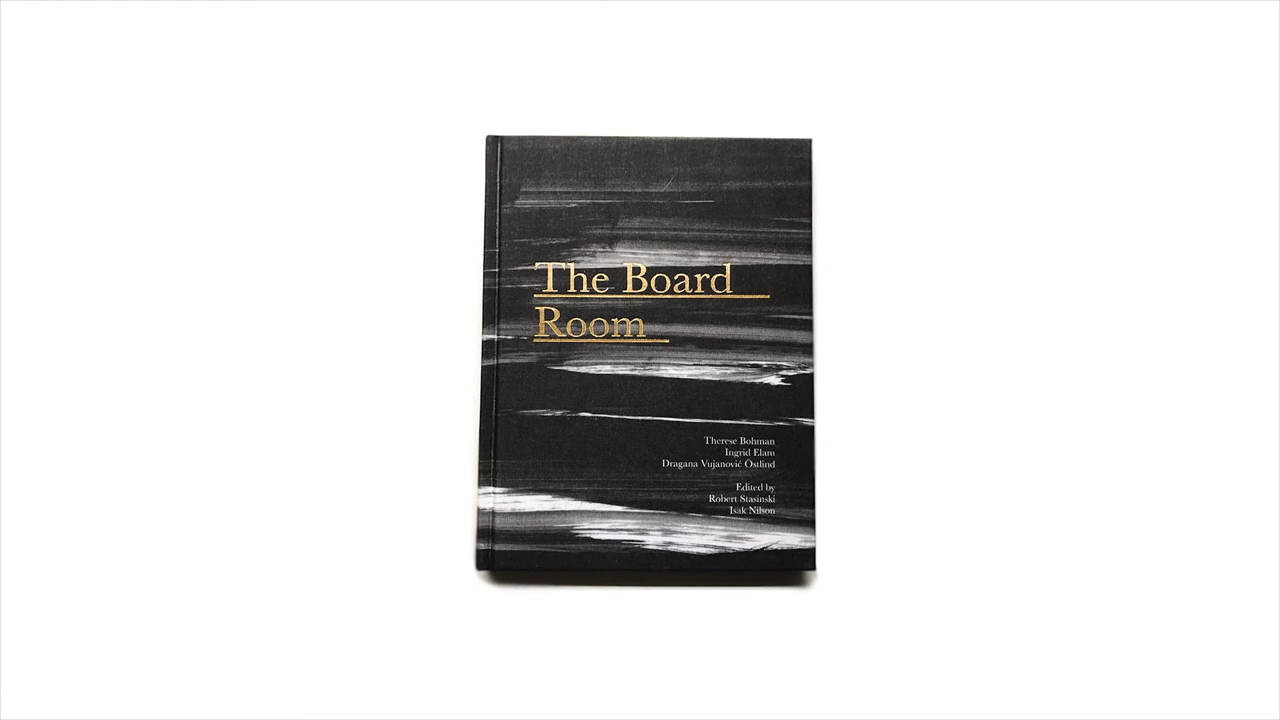 The Board
Room
Therese Bohman
Ingrid Elam
Dragana Vujanović Östlind
Edited by
Robert Stasinski
Isak Nilson